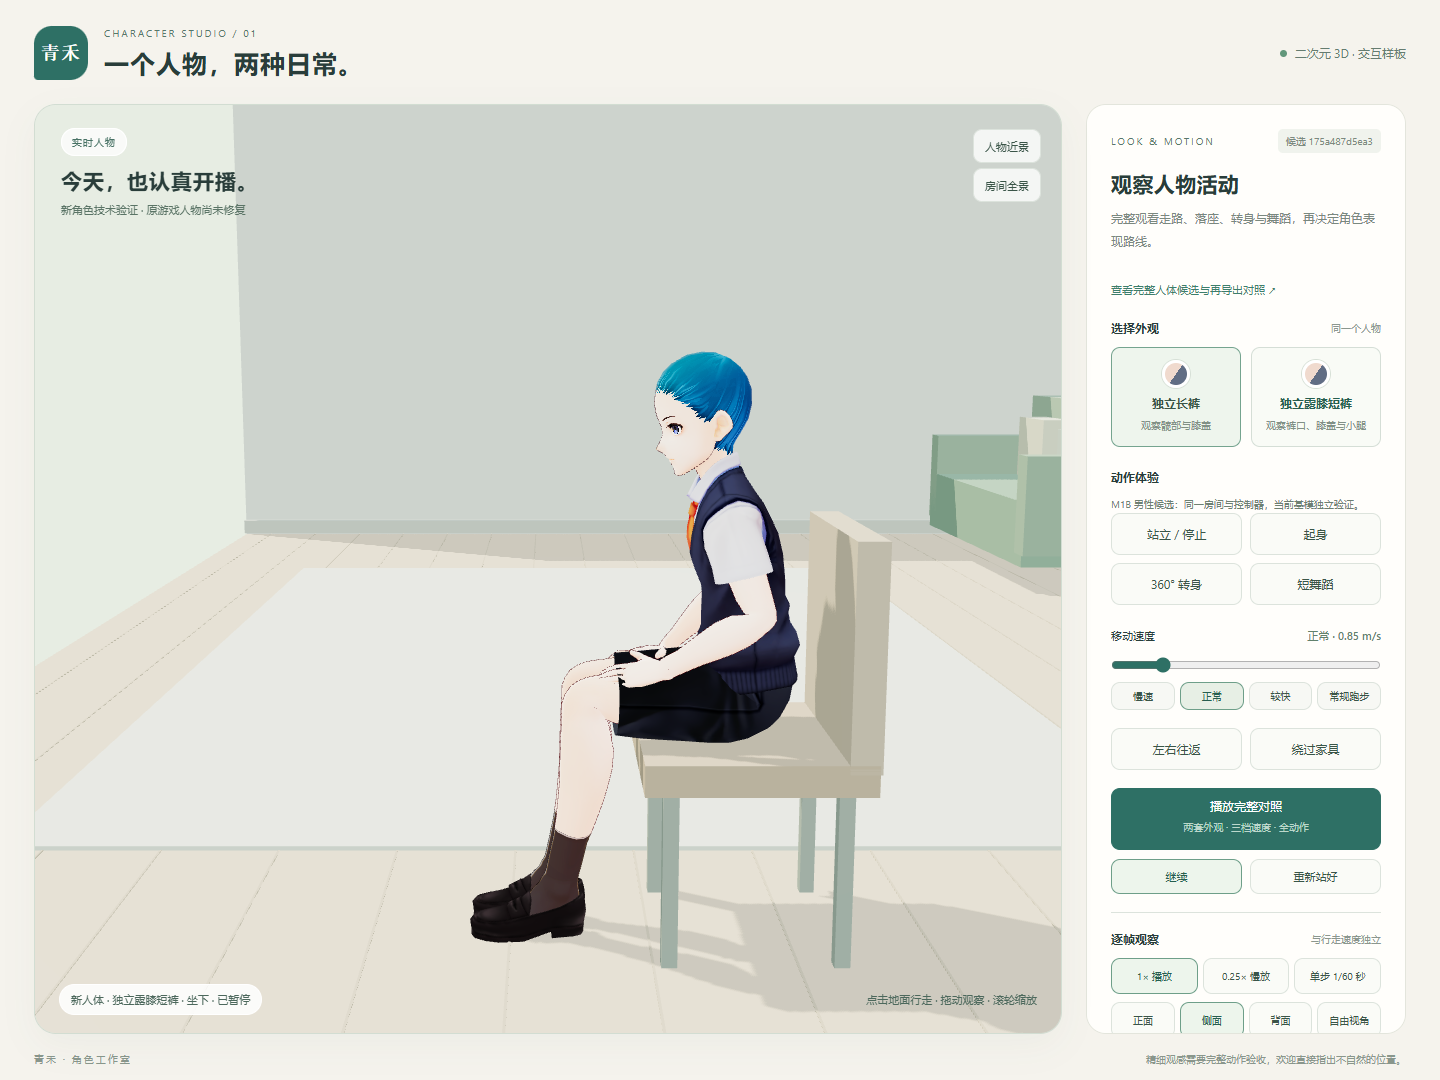 青禾
CHARACTER STUDIO / 01
一个人物，两种日常。
二次元 3D · 交互样板
实时人物
今天，也认真开播。
新角色技术验证 · 原游戏人物尚未修复
人物近景
房间全景
新人体 · 独立露膝短裤 · 坐下 · 已暂停
点击地面行走 · 拖动观察 · 滚轮缩放
LOOK & MOTION
候选 175a487d5ea3
观察人物活动
完整观看走路、落座、转身与舞蹈，再决定角色表
现路线。
查看完整人体候选与再导出对照 ↗
选择外观
同一个人物
独立长裤
观察髋部与膝盖
独立露膝短裤
观察裤口、膝盖与小腿
动作体验
M1B 男性候选：同一房间与控制器，当前基模独立验证。
站立 / 停止
起身
360° 转身
短舞蹈
移动速度
正常 · 0.85 m/s
慢速
正常
较快
常规跑步
左右往返
绕过家具
播放完整对照
两套外观 · 三档速度 · 全动作
继续
重新站好
逐帧观察
与行走速度独立
1× 播放
0.25× 慢放
单步 1/60 秒
正面
侧面
背面
自由视角
青禾 · 角色工作室
精细观感需要完整动作验收，欢迎直接指出不自然的位置。